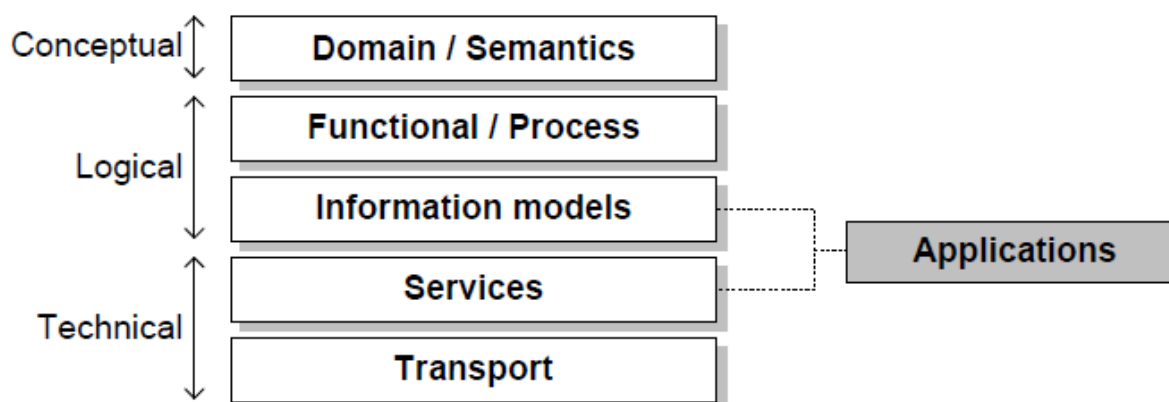 Conceptual
Domain / Semantics
Logical
Functional / Process
Information models
Applications
Technical
Services
Transport